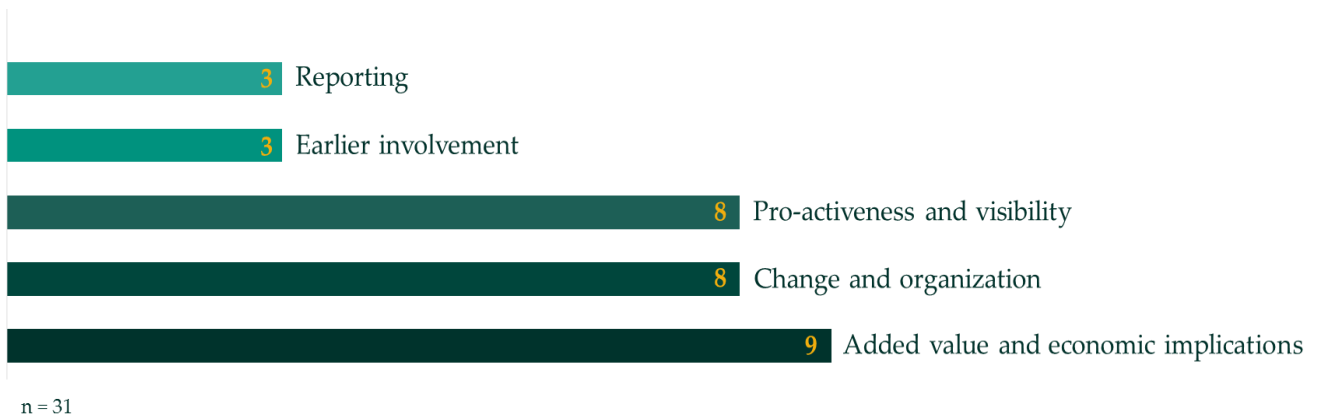 3 Reporting
3 Earlier involvement
8 Pro-activeness and visibility
8 Change and organization
9 Added value and economic implications
n = 31